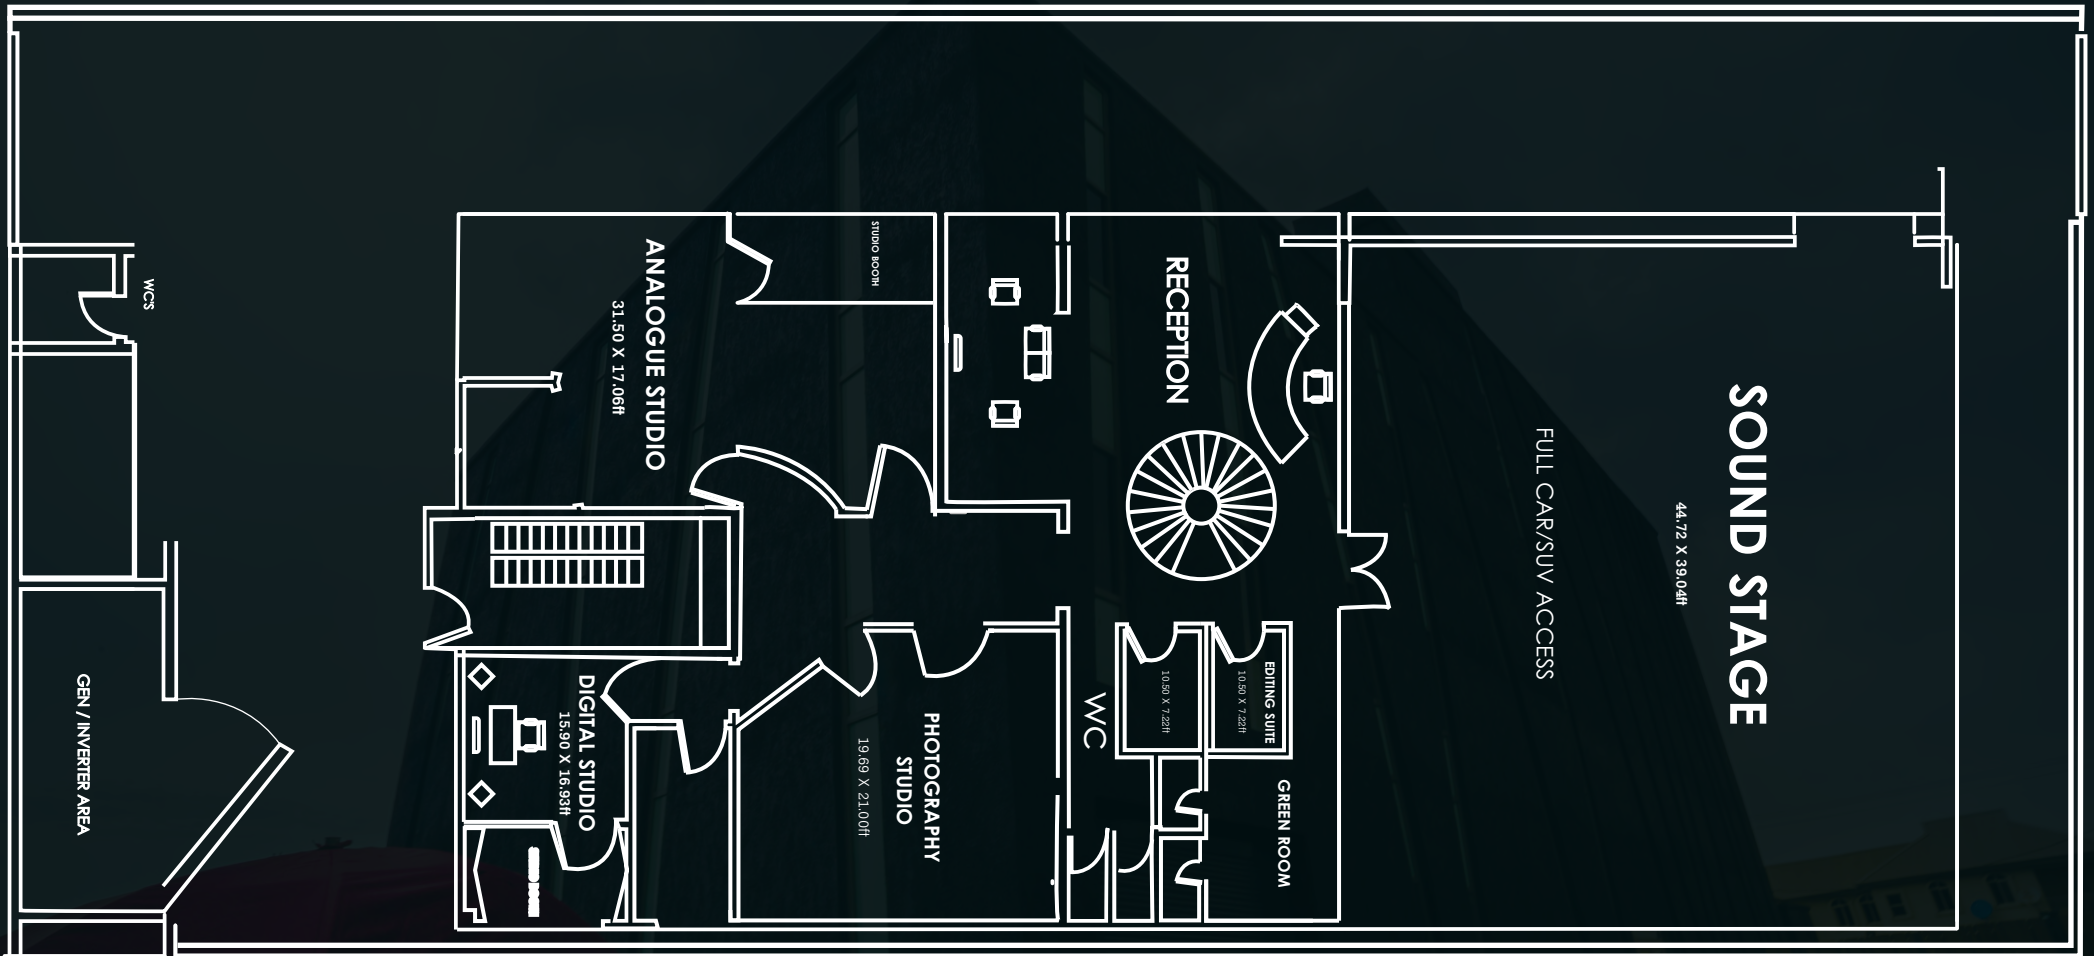 WC'S
GEN / INVERTER AREA
ANALOGUE STUDIO
31.50 X 17.06ft
STUDIO BOOTH
DIGITAL STUDIO
15.90 X 16.93ft
PHOTOGRAPHY
STUDIO
19.69 X 21.00ft
RECEPTION
WC
10.50 X 7.22ft
EDITING SUITE
10.50 X 7.22ft
GREEN ROOM
SOUND STAGE
44.72 X 39.04ft
FULL CAR/SUV ACCESS